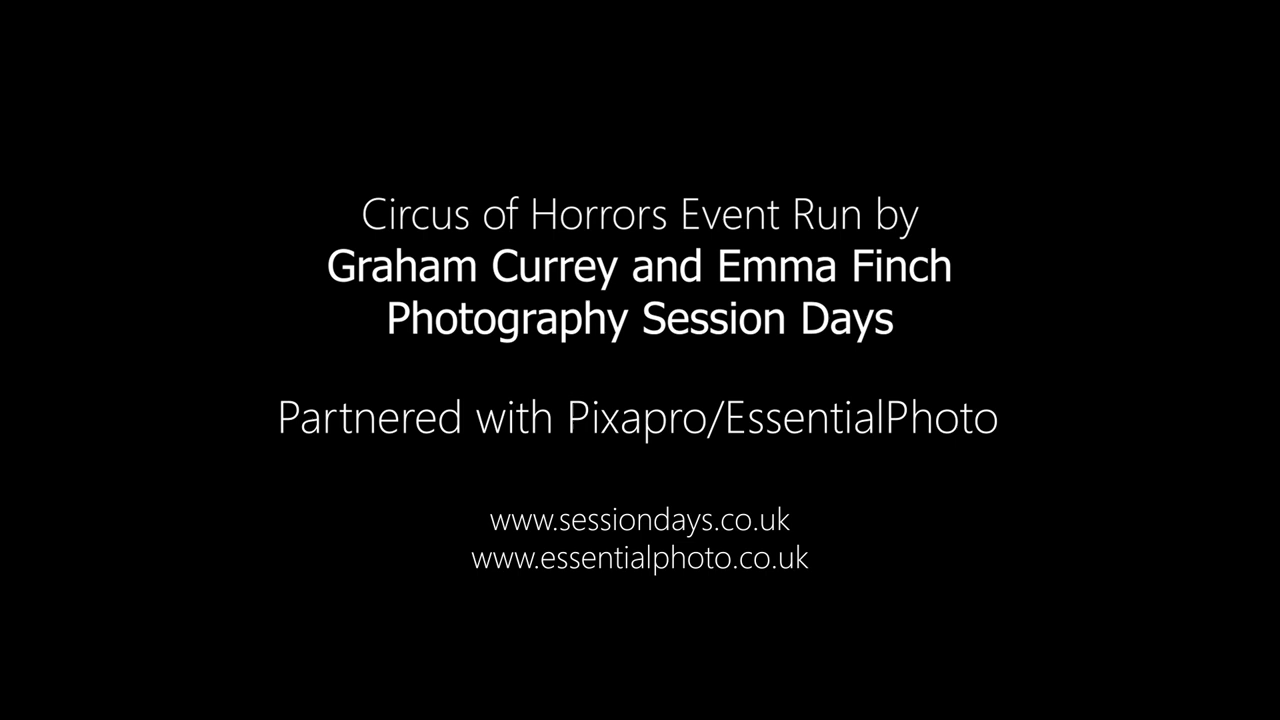 Circus of Horrors Event Run by
Graham Currey and Emma Finch
Photography Session Days
Partnered with Pixapro/EssentialPhoto
www.sessiondays.co.uk
www.essentialphoto.co.uk